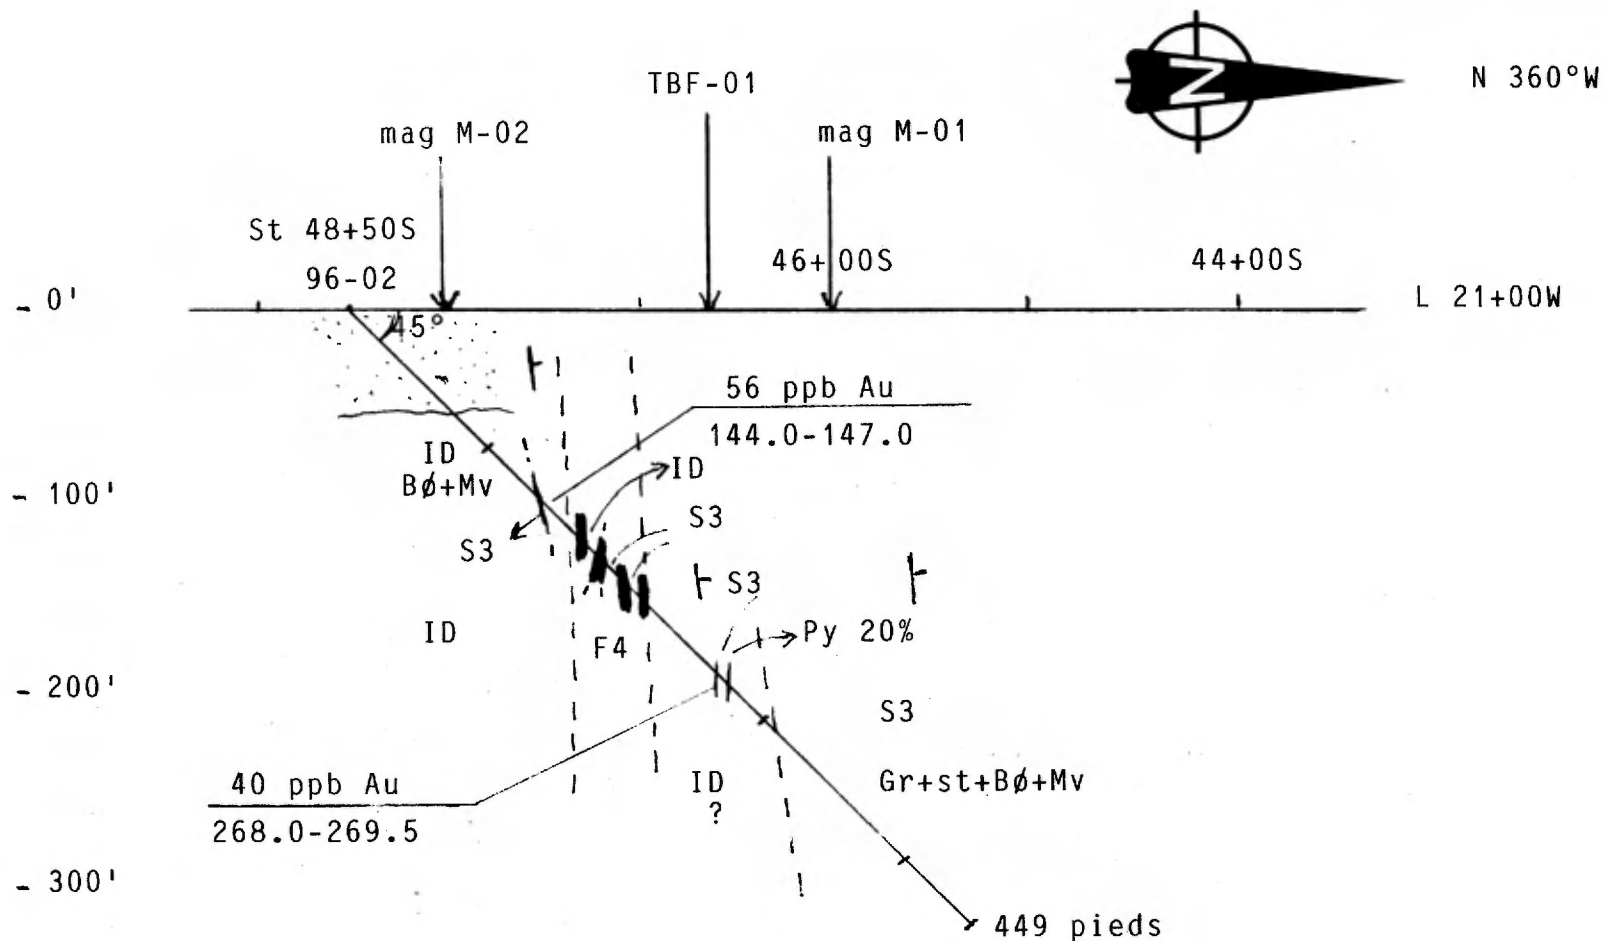 N
N 360°W
TBF-01
mag M-02
mag M-01
St 48+50S
46+00S
44+00S
96-02
- 0'
L 21+00W
45°
56 ppb Au
144.0-147.0
ID
Bø+Mv
ID
- 100'
S3
S3
S3
ID
F4
Py 20%
- 200'
S3
40 ppb Au
268.0-269.5
ID
?
Gr+st+Bø+Mv
- 300'
449 pieds